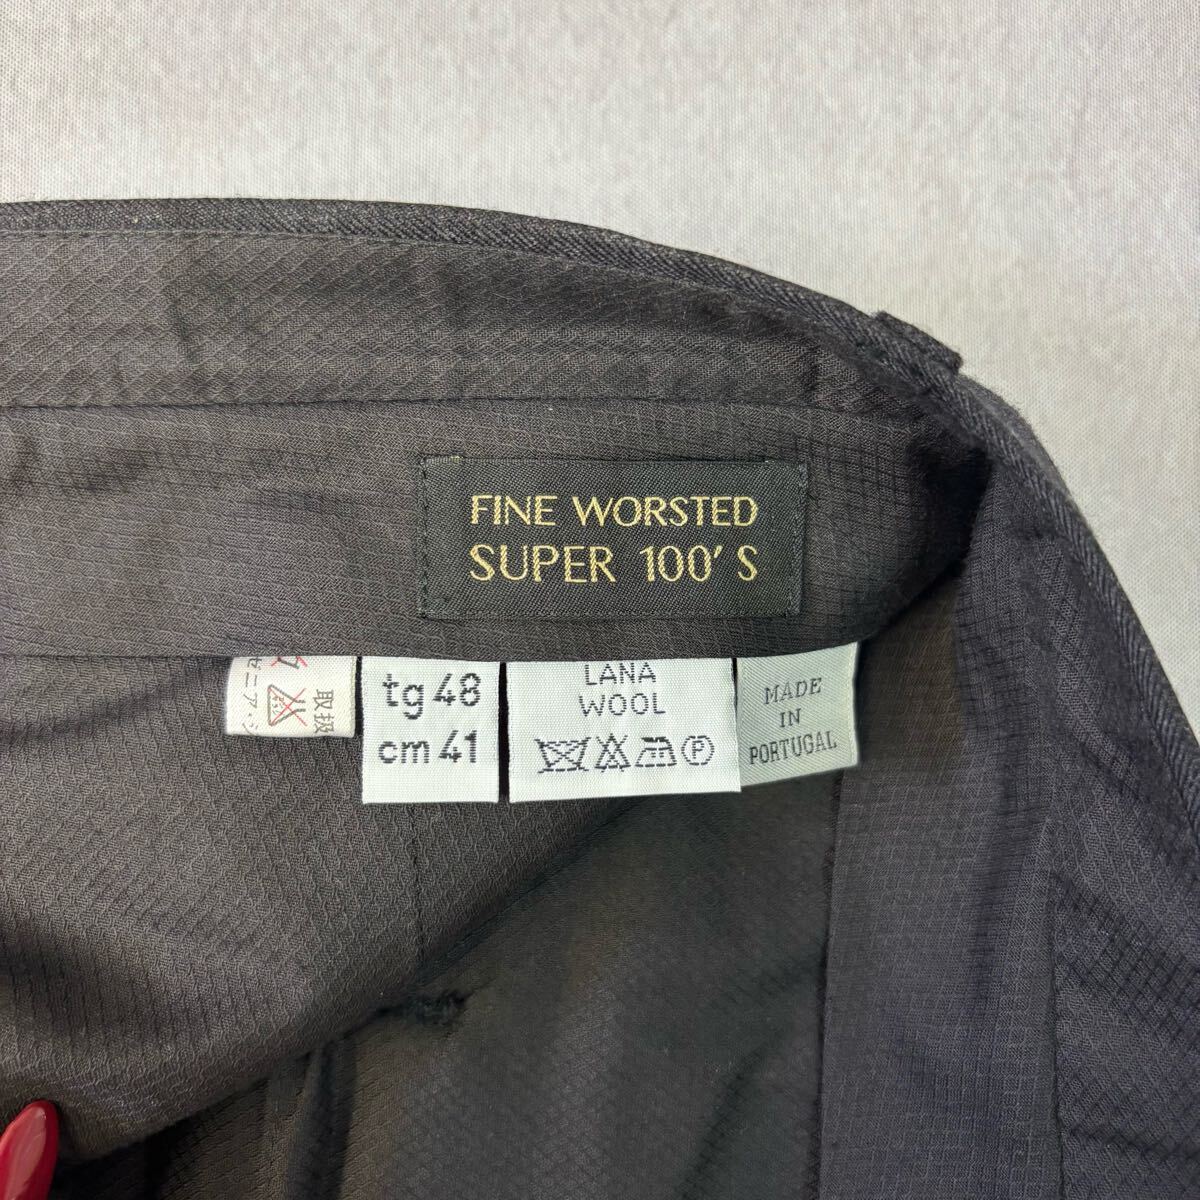 FINE WORSTED
SUPER 100'S
取扱
tg 48
cm 41
LANA
WOOL
P
MADE
IN
PORTUGAL